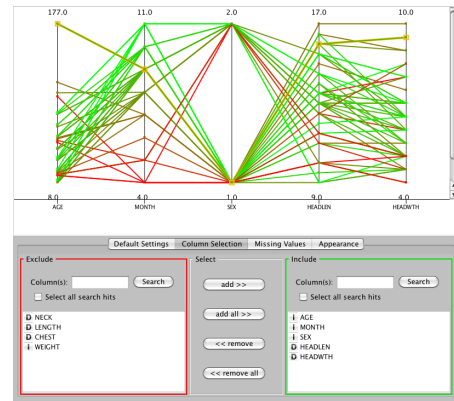 177.0 11.0 2.0 17.0 10.0
8.0 4.0 1.0 9.0 4.0
AGE MONTH SEX HEADLEN HEADWTH
Default Settings Column Selection Missing Values Appearance
Exclude Select Include
Column(s): Search add >> Column(s): Search
Select all search hits Select all search hits
add all >>
D NECK i AGE
D LENGTH i MONTH
D CHEST << remove i SEX
i WEIGHT D HEADLEN
D HEADWTH
<< remove all